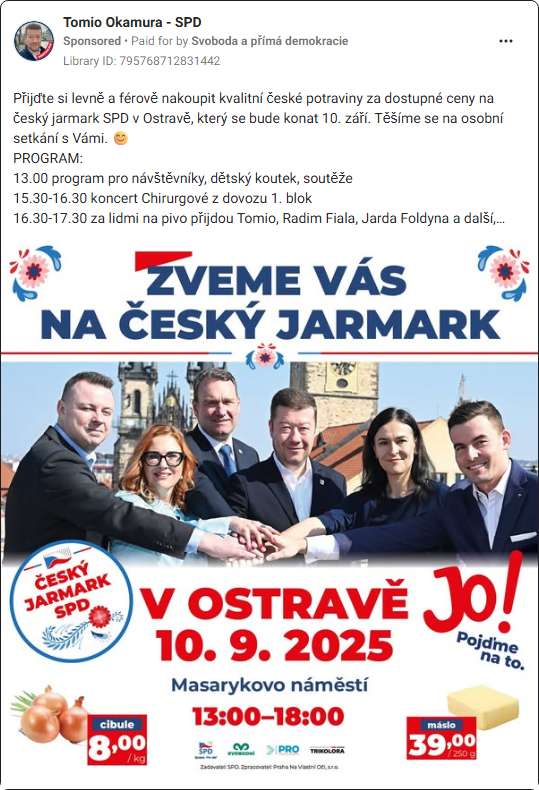 Tomio Okamura - SPD
Sponsored • Paid for by Svoboda a přímá demokracie
Library ID: 795768712831442
Přijďte si levně a férově nakoupit kvalitní české potraviny za dostupné ceny na
český jarmark SPD v Ostravě, který se bude konat 10. září. Těšíme se na osobní
setkání s Vámi. 😊
PROGRAM:
13.00 program pro návštěvníky, dětský koutek, soutěže
15.30-16.30 koncert Chirurgové z dovozu 1. blok
16.30-17.30 za lidmi na pivo přijdou Tomio, Radim Fiala, Jarda Foldyna a další,...
ZVEME VÁS
NA ČESKÝ JARMARK
ČESKÝ
JARMARK
SPD
V OSTRAVĚ
JO!
Pojďme
na to.
10. 9. 2025
Masarykovo náměstí
13:00–18:00
cibule
8,00
/ kg
máslo
39,00
/ 250 g
SPD
PRO
TRIKOLORA
Zadavatel: SPD, Zpracovatel: Praha Na Vlastní Oči, s.r.o.